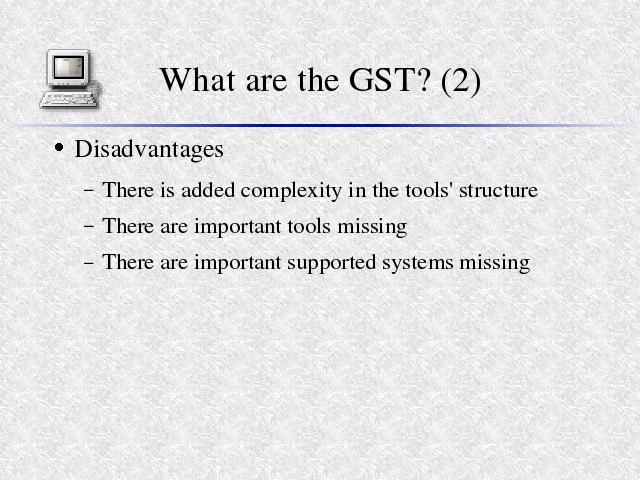 What are the GST? (2)
• Disadvantages
– There is added complexity in the tools' structure
– There are important tools missing
– There are important supported systems missing